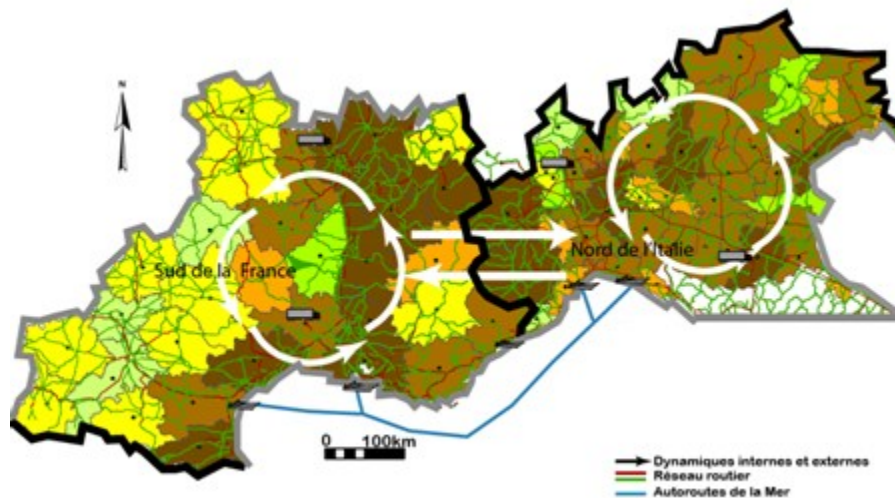 N
Sud de la France
Nord de l'Italie
0 100km
Dynamiques internes et externes
Réseau routier
Autoroutes de la Mer